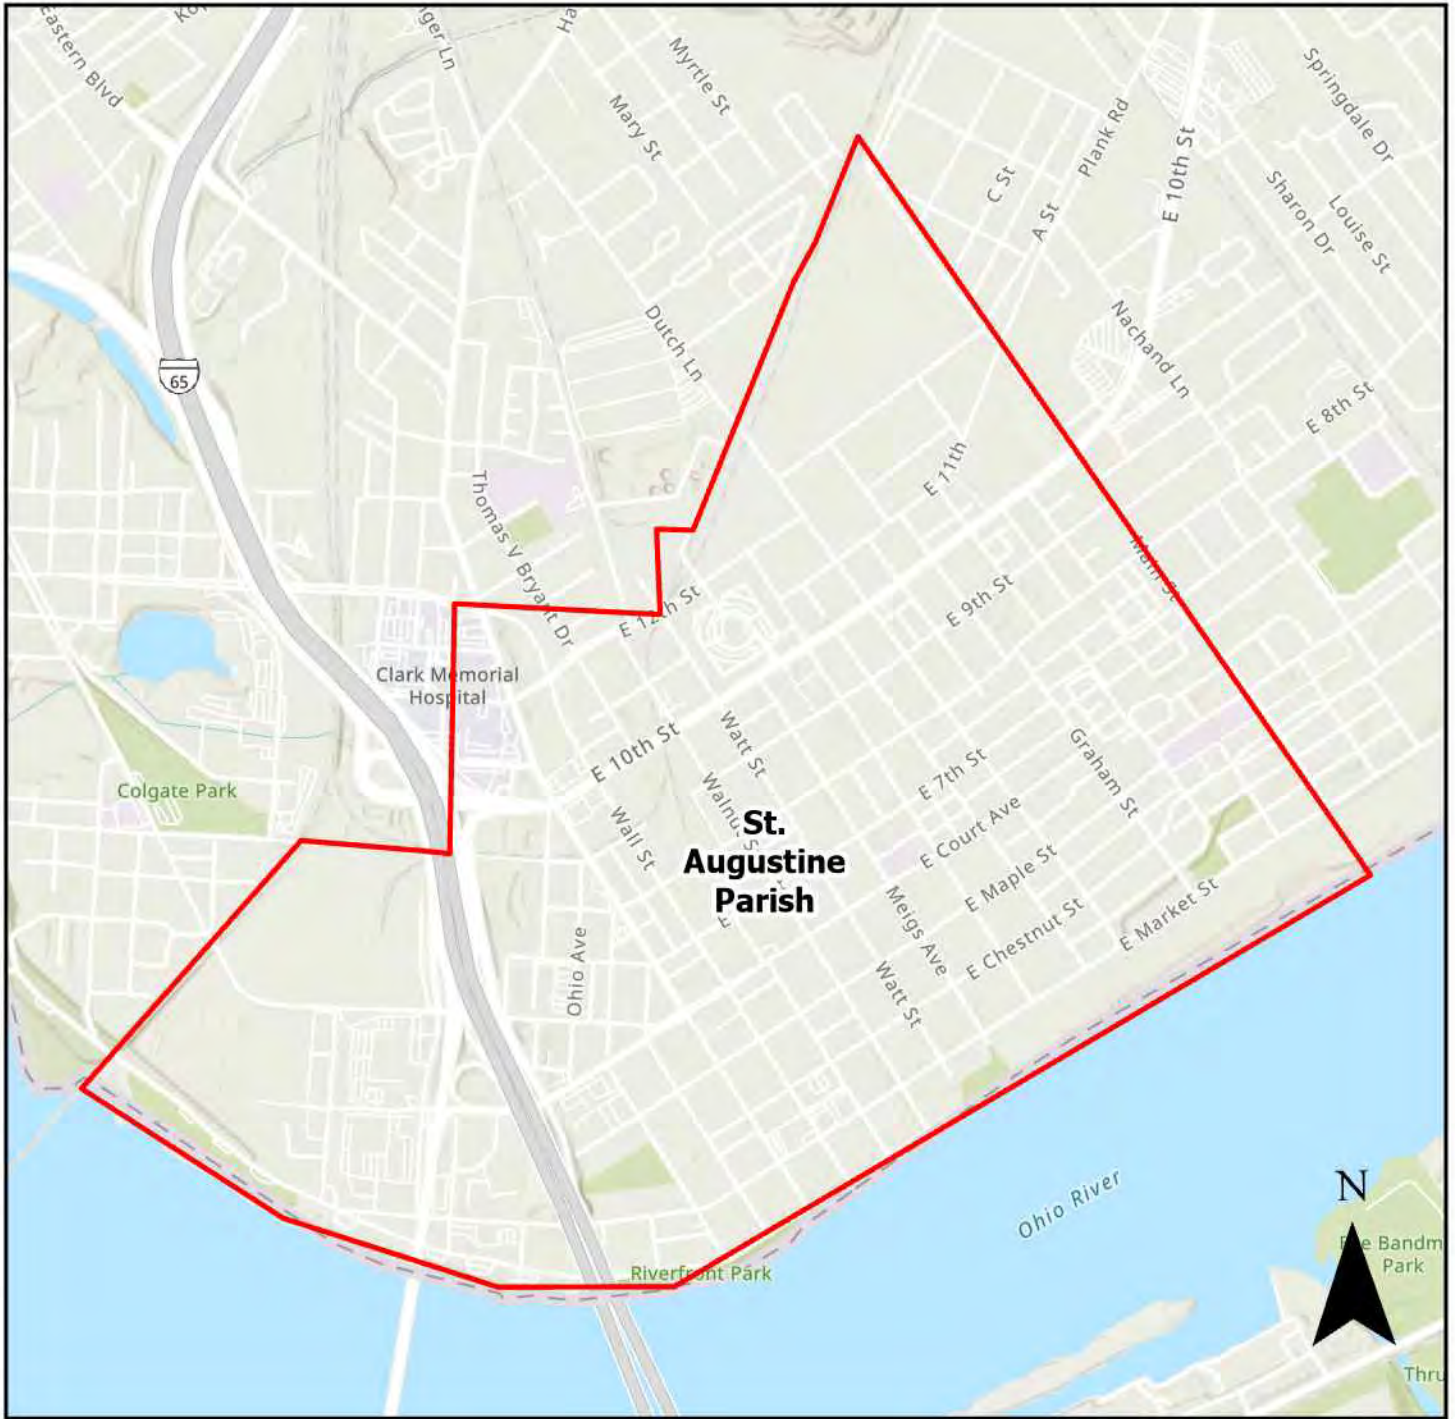 Eastern Blvd
Myrtle St
Mary St
Plank Rd
Springdale Dr
E 10th St
C St
A St
Sharon Dr
Louise St
Dutch Ln
Nachand Ln
65
E 8th St
E 11th
Thomas V Bryant Dr
Main St
E 9th St
E 12th St
Clark Memorial
Hospital
E 10th St
Watt St
Graham St
E 7th St
Colgate Park
Wall St
E Court Ave
St.
Augustine
Parish
E Maple St
Meigs Ave
E Chestnut St
E Market St
Ohio Ave
Watt St
Ohio River
N
Park
Riverfront Park